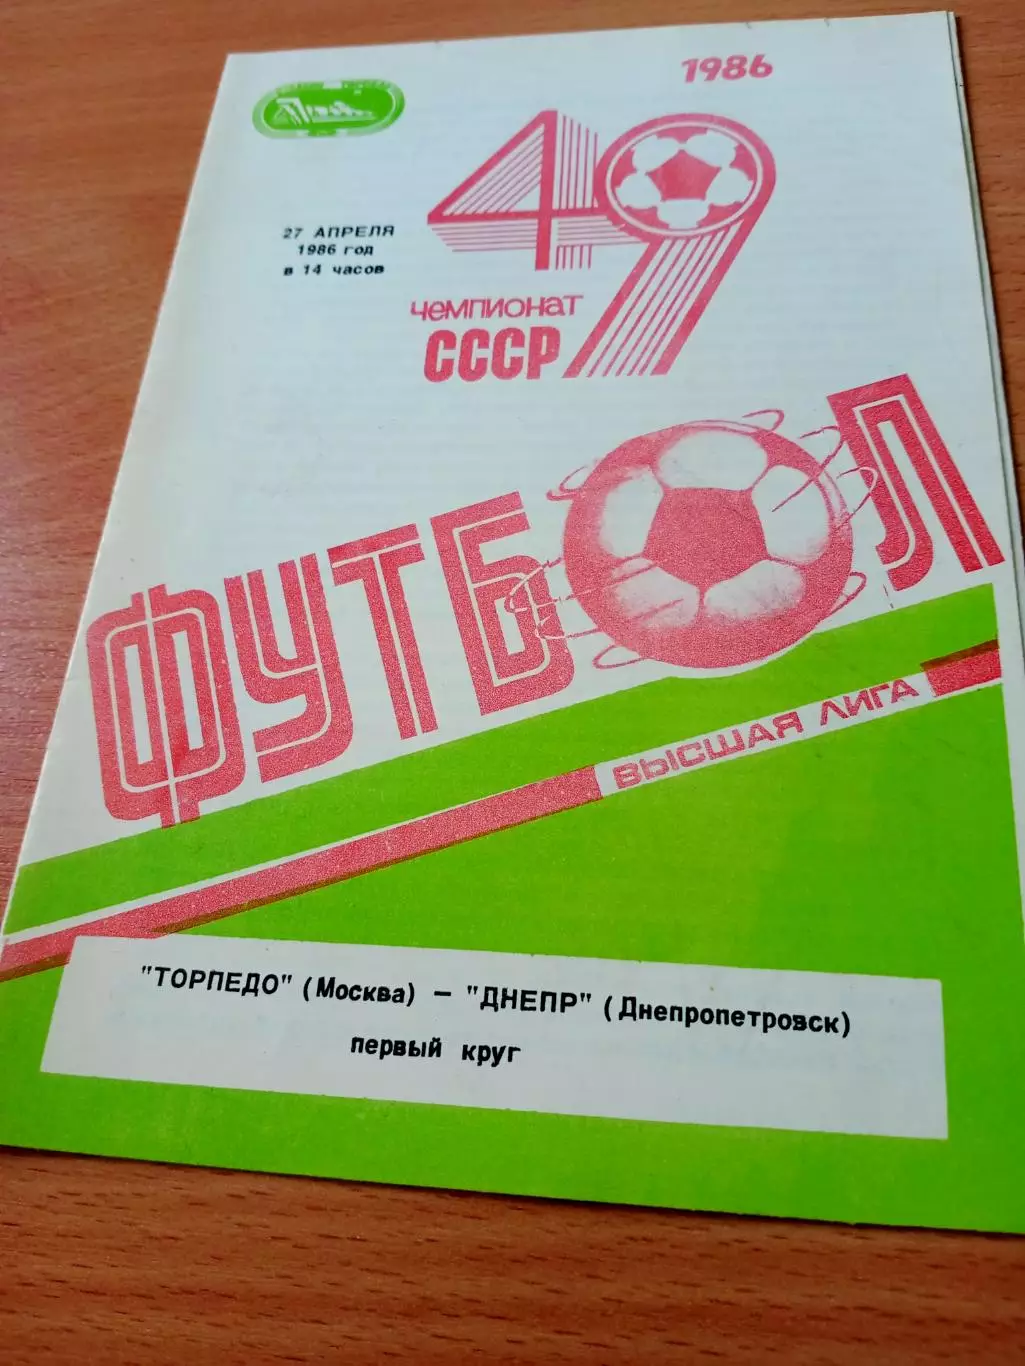 1986
49
27 АПРЕЛЯ
1986 год
в 14 часов
чемпионат
СССР
ФУТБОЛ
ВЫСШАЯ ЛИГА
"ТОРПЕДО" (Москва) — "ДНЕПР" (Днепропетровск)
первый круг